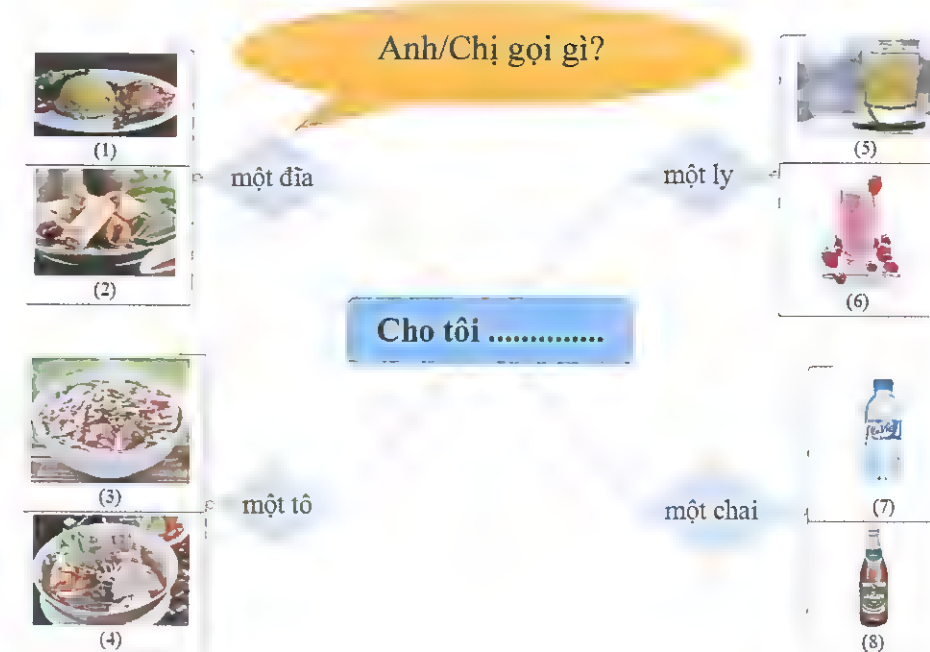 Anh/Chị gọi gì?
(1)
(2)
một đĩa
một ly
(5)
(6)
Cho tôi ..............
(3)
(4)
một tô
một chai
(7)
(8)